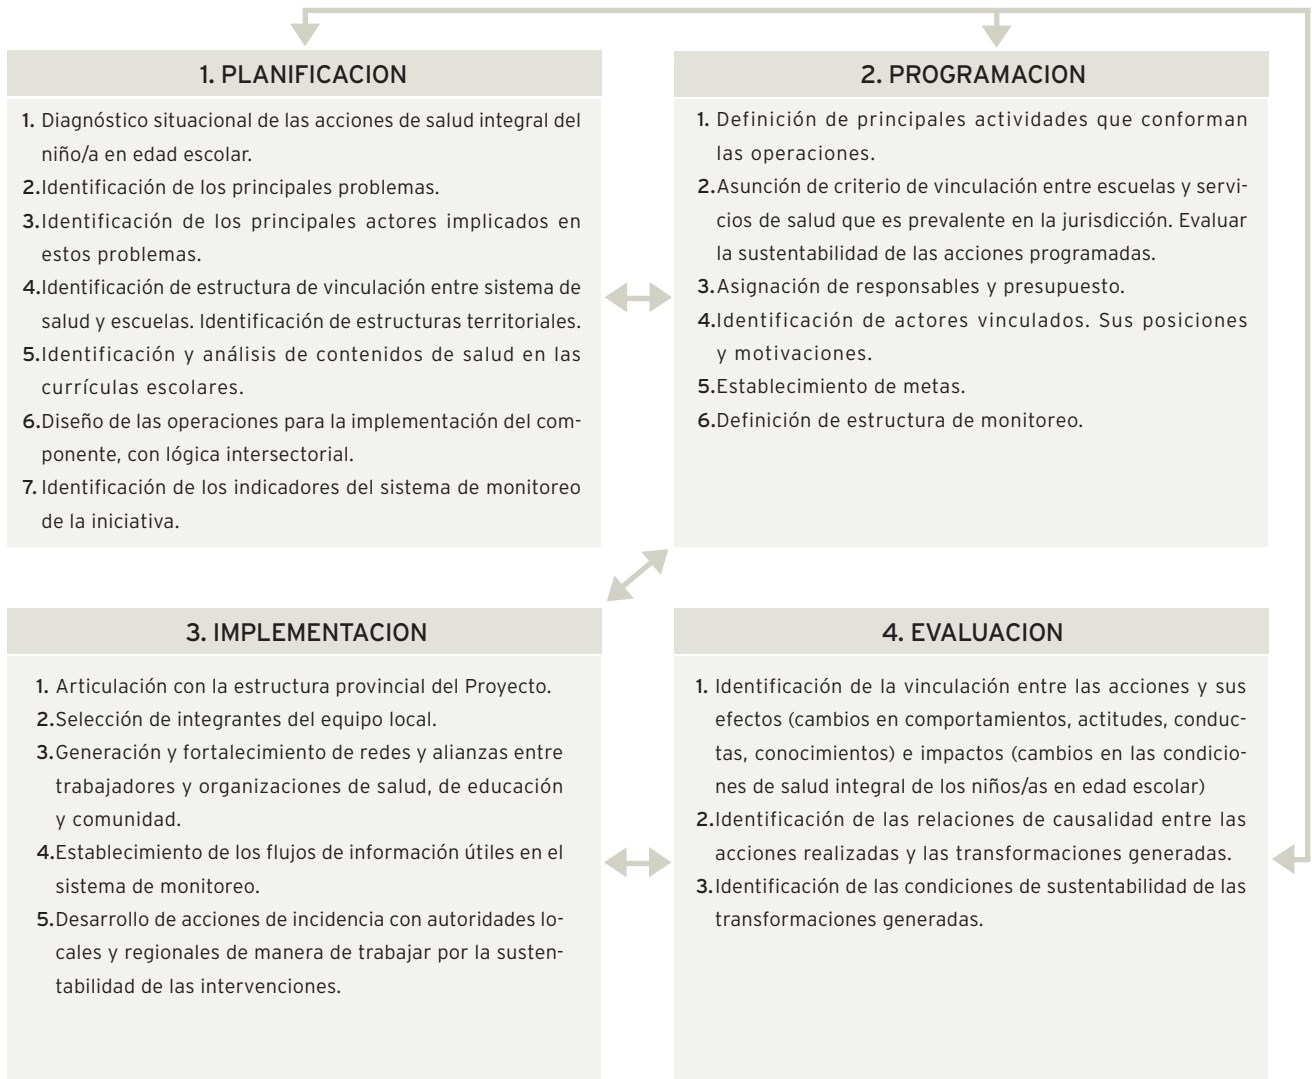 1. PLANIFICACION
1. Diagnóstico situacional de las acciones de salud integral del
niño/a en edad escolar.
2.Identificación de los principales problemas.
3.Identificación de los principales actores implicados en
estos problemas.
4.Identificación de estructura de vinculación entre sistema de
salud y escuelas. Identificación de estructuras territoriales.
5.Identificación y análisis de contenidos de salud en las
currículas escolares.
6.Diseño de las operaciones para la implementación del com-
ponente, con lógica intersectorial.
7. Identificación de los indicadores del sistema de monitoreo
de la iniciativa.
2. PROGRAMACION
1. Definición de principales actividades que conforman
las operaciones.
2.Asunción de criterio de vinculación entre escuelas y servi-
cios de salud que es prevalente en la jurisdicción. Evaluar
la sustentabilidad de las acciones programadas.
3.Asignación de responsables y presupuesto.
4.Identificación de actores vinculados. Sus posiciones
y motivaciones.
5.Establecimiento de metas.
6.Definición de estructura de monitoreo.
3. IMPLEMENTACION
1. Articulación con la estructura provincial del Proyecto.
2.Selección de integrantes del equipo local.
3.Generación y fortalecimiento de redes y alianzas entre
trabajadores y organizaciones de salud, de educación
y comunidad.
4.Establecimiento de los flujos de información útiles en el
sistema de monitoreo.
5.Desarrollo de acciones de incidencia con autoridades lo-
cales y regionales de manera de trabajar por la susten-
tabilidad de las intervenciones.
4. EVALUACION
1. Identificación de la vinculación entre las acciones y sus
efectos (cambios en comportamientos, actitudes, conduc-
tas, conocimientos) e impactos (cambios en las condicio-
nes de salud integral de los niños/as en edad escolar)
2.Identificación de las relaciones de causalidad entre las
acciones realizadas y las transformaciones generadas.
3.Identificación de las condiciones de sustentabilidad de las
transformaciones generadas.